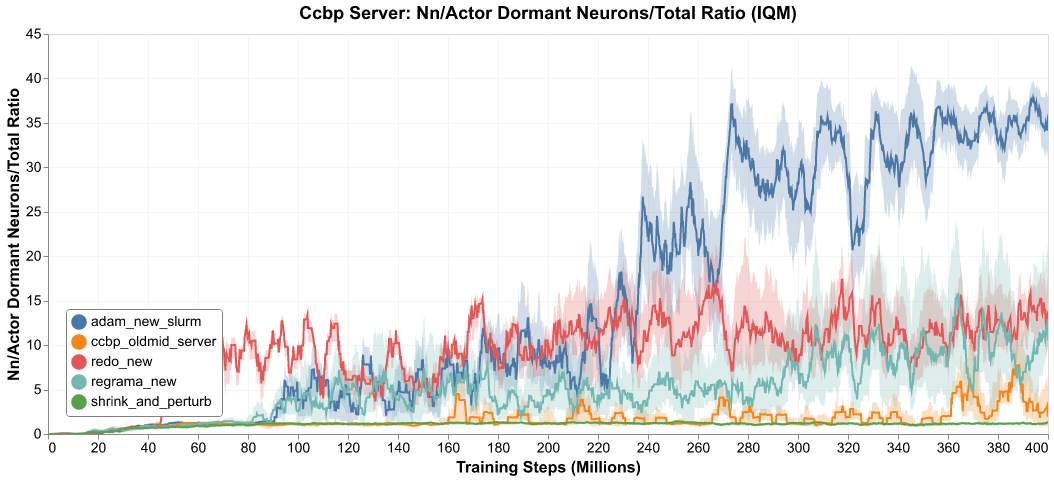 Ccbp Server: Nn/Actor Dormant Neurons/Total Ratio (IQM)
Nn/Actor Dormant Neurons/Total Ratio
45
40
35
30
25
20
15
10
5
0
adam_new_slurm
ccbp_oldmid_server
redo_new
regrama_new
shrink_and_perturb
0 20 40 60 80 100 120 140 160 180 200 220 240 260 280 300 320 340 360 380 400
Training Steps (Millions)